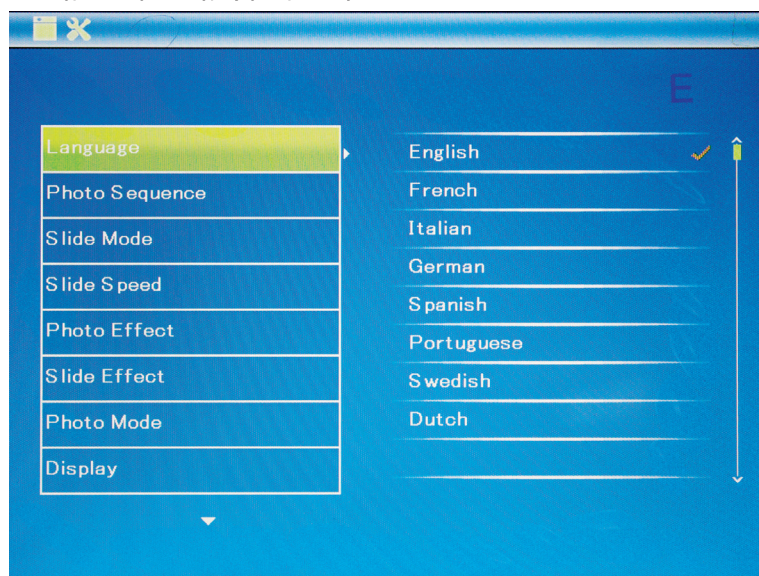 E
Language
Photo Sequence
Slide Mode
Slide Speed
Photo Effect
Slide Effect
Photo Mode
Display
English
French
Italian
German
Spanish
Portuguese
Swedish
Dutch